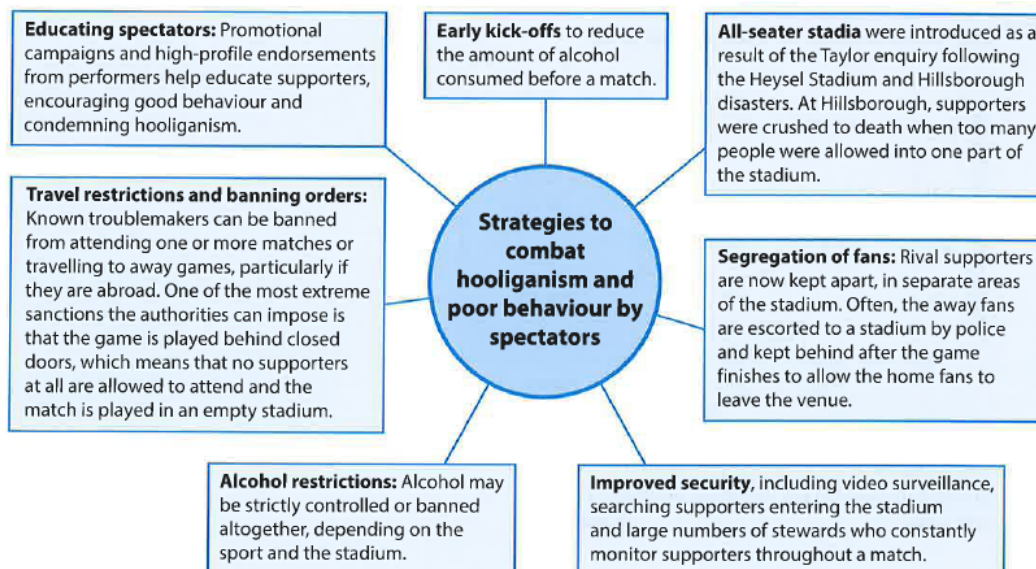 Educating spectators: Promotional
campaigns and high-profile endorsements
from performers help educate supporters,
encouraging good behaviour and
condemning hooliganism.
Early kick-offs to reduce
the amount of alcohol
consumed before a match.
All-seater stadia were introduced as a
result of the Taylor enquiry following
the Heysel Stadium and Hillsborough
disasters. At Hillsborough, supporters
were crushed to death when too many
people were allowed into one part of
the stadium.
Travel restrictions and banning orders:
Known troublemakers can be banned
from attending one or more matches or
travelling to away games, particularly if
they are abroad. One of the most extreme
sanctions the authorities can impose is
that the game is played behind closed
doors, which means that no supporters
at all are allowed to attend and the
match is played in an empty stadium.
Strategies to
combat
hooliganism and
poor behaviour by
spectators
Segregation of fans: Rival supporters
are now kept apart, in separate areas
of the stadium. Often, the away fans
are escorted to a stadium by police
and kept behind after the game
finishes to allow the home fans to
leave the venue.
Alcohol restrictions: Alcohol may
be strictly controlled or banned
altogether, depending on the
sport and the stadium.
Improved security, including video surveillance,
searching supporters entering the stadium
and large numbers of stewards who constantly
monitor supporters throughout a match.